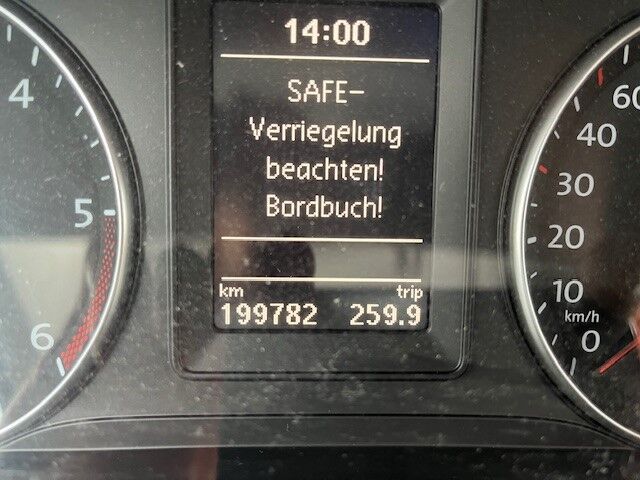 14:00
SAFE-
Verriegelung
beachten!
Bordbuch!
km trip
199782 259.9
4
5
6
60
40
30
20
10
km/h
0